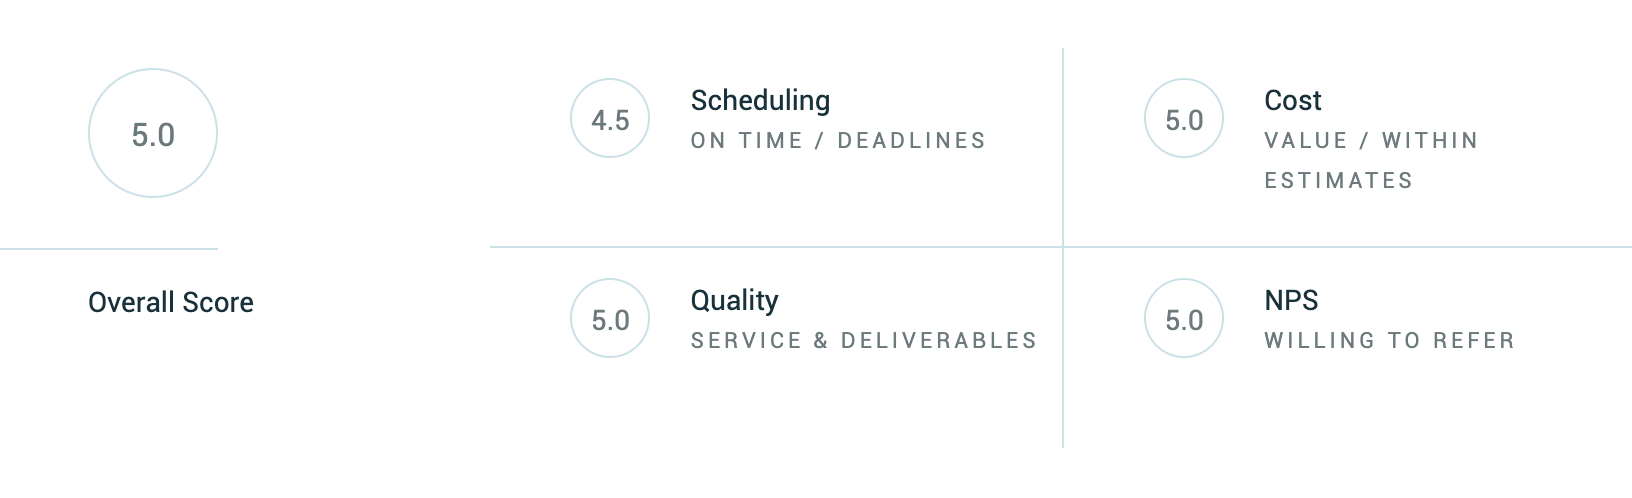 5.0
Overall Score
4.5
Scheduling
ON TIME / DEADLINES
5.0
Cost
VALUE / WITHIN
ESTIMATES
5.0
Quality
SERVICE & DELIVERABLES
5.0
NPS
WILLING TO REFER